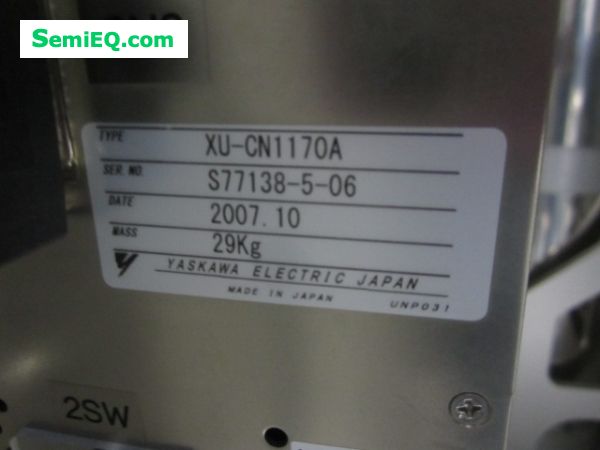 SemiEQ.com
TYPE XU-CN1170A
SER. NO. S77138-5-06
DATE 2007.10
MASS 29Kg
YASKAWA ELECTRIC JAPAN
MADE IN JAPAN UNP031
2SW